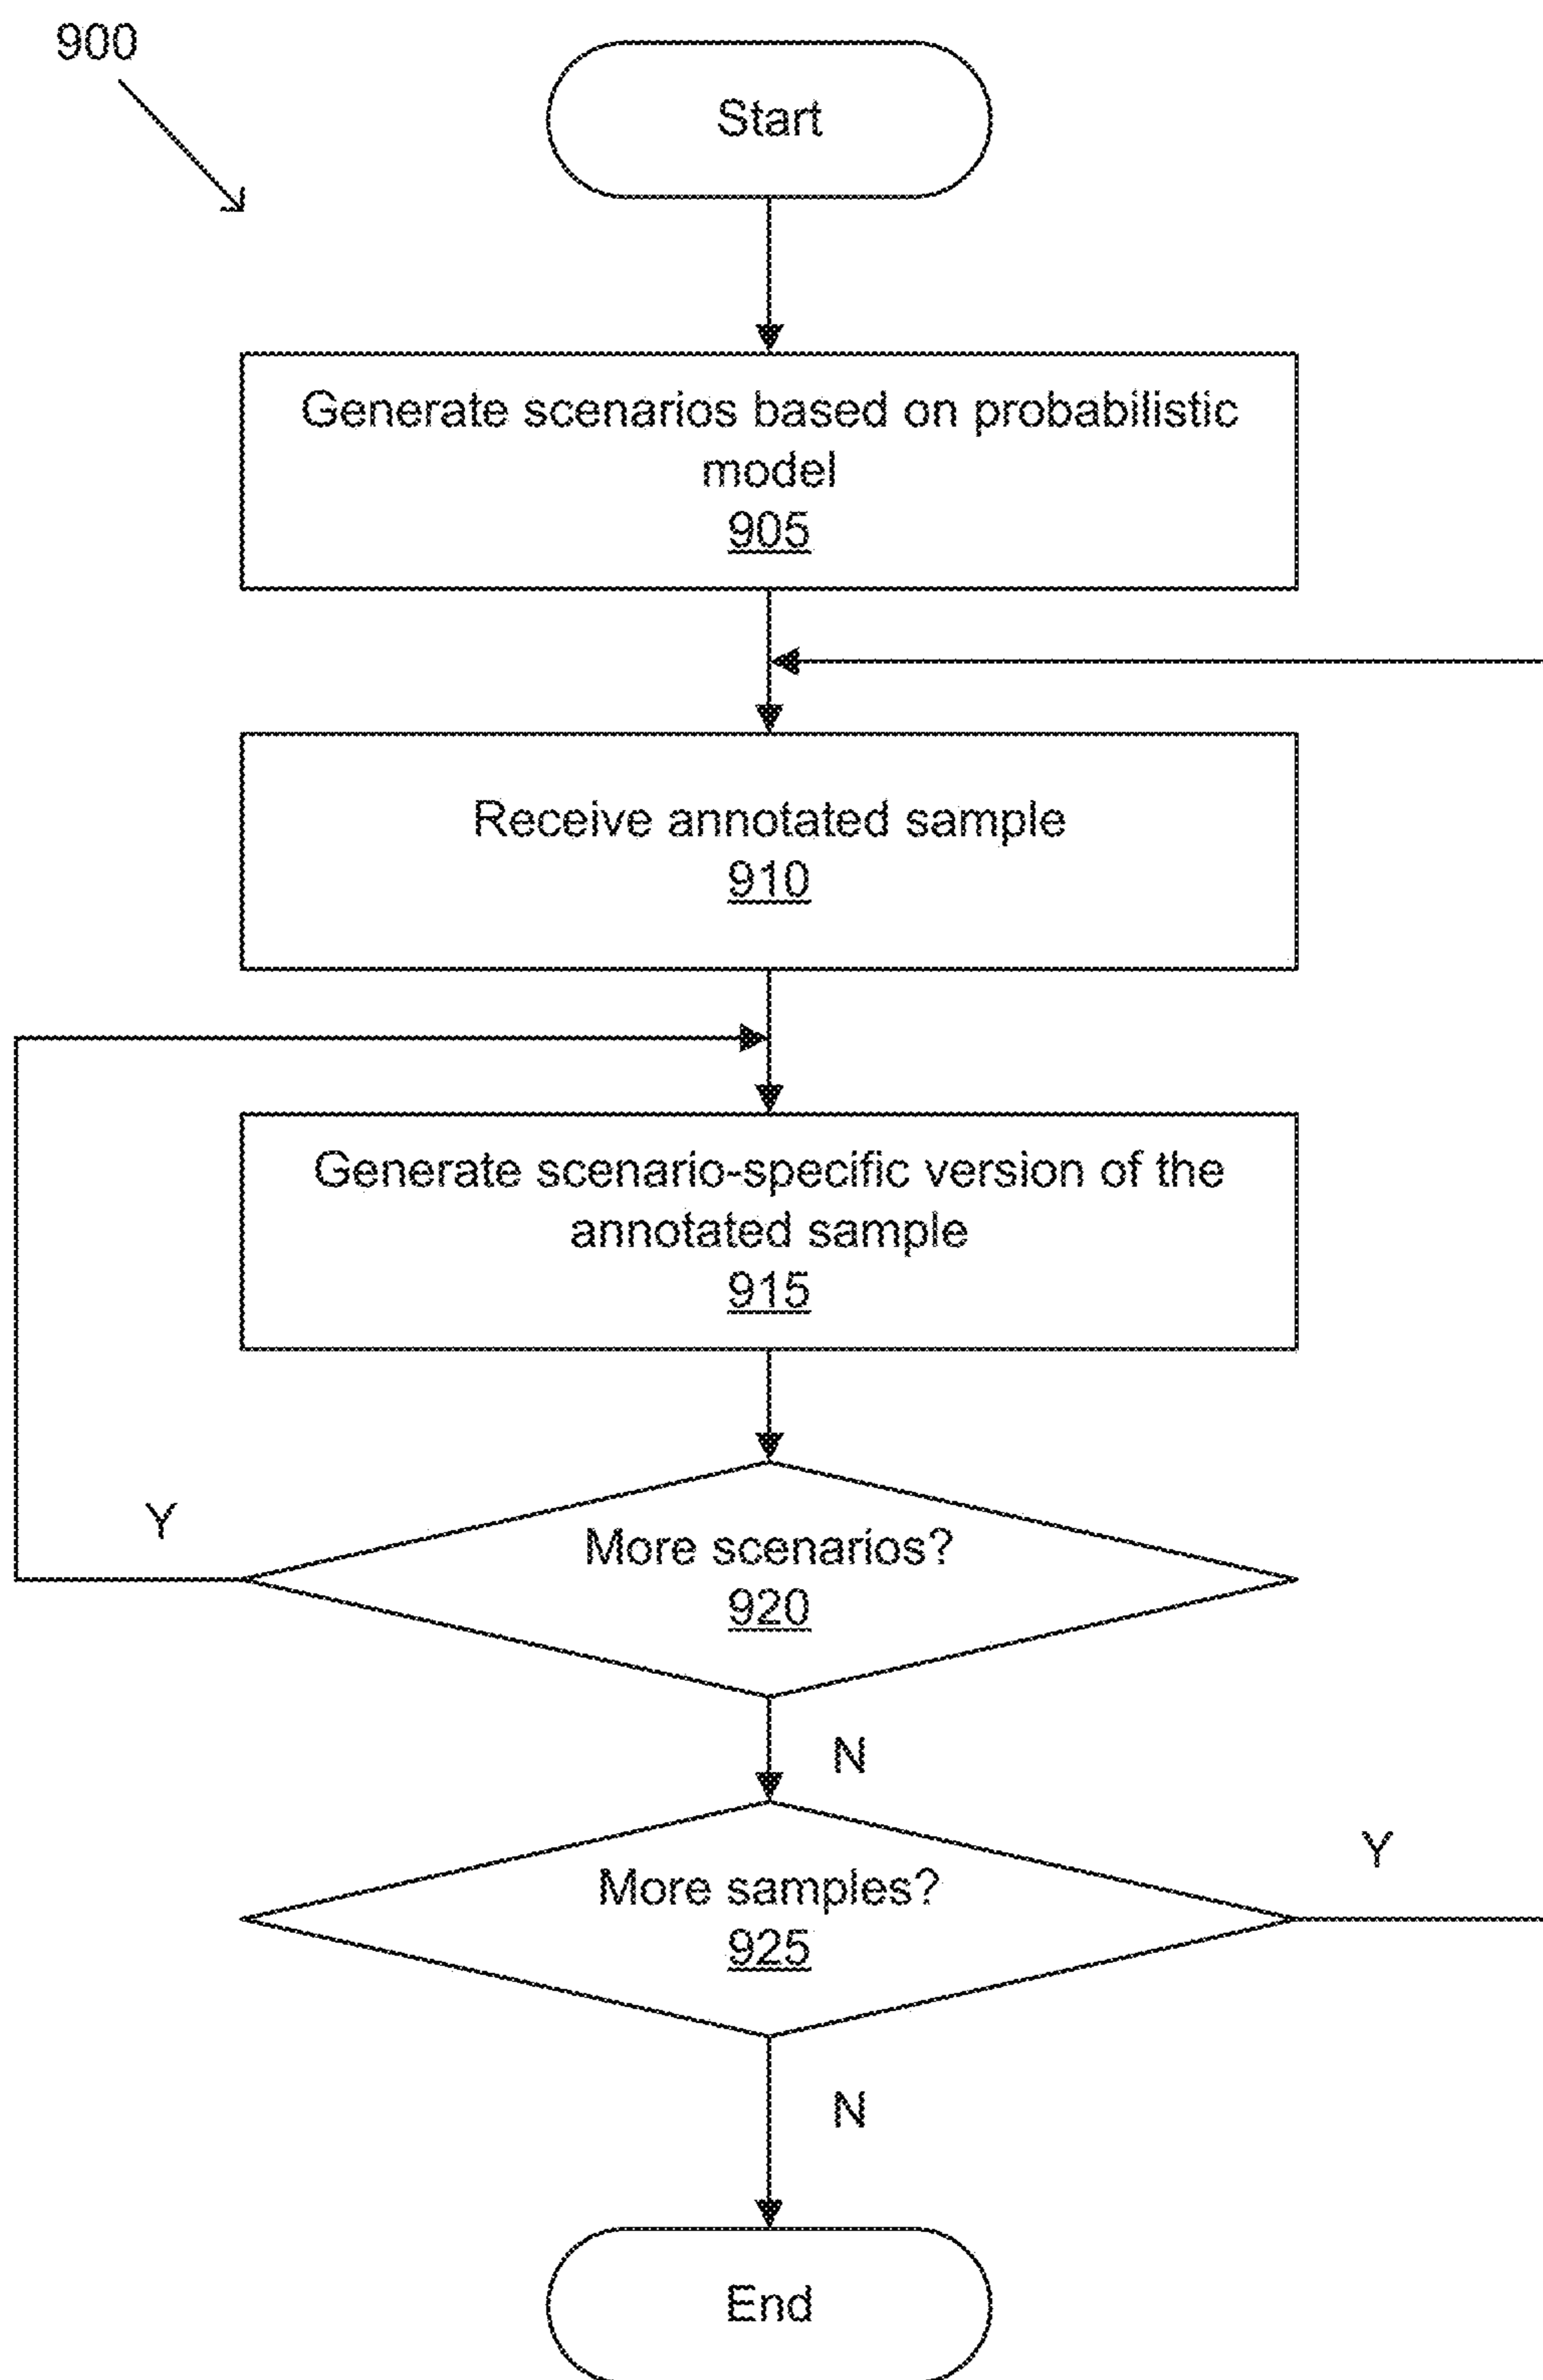 900
Start
Generate scenarios based on probabilistic
model
905
Receive annotated sample
910
Generate scenario-specific version of the
annotated sample
915
Y
More scenarios?
920
N
Y
More samples?
925
N
End